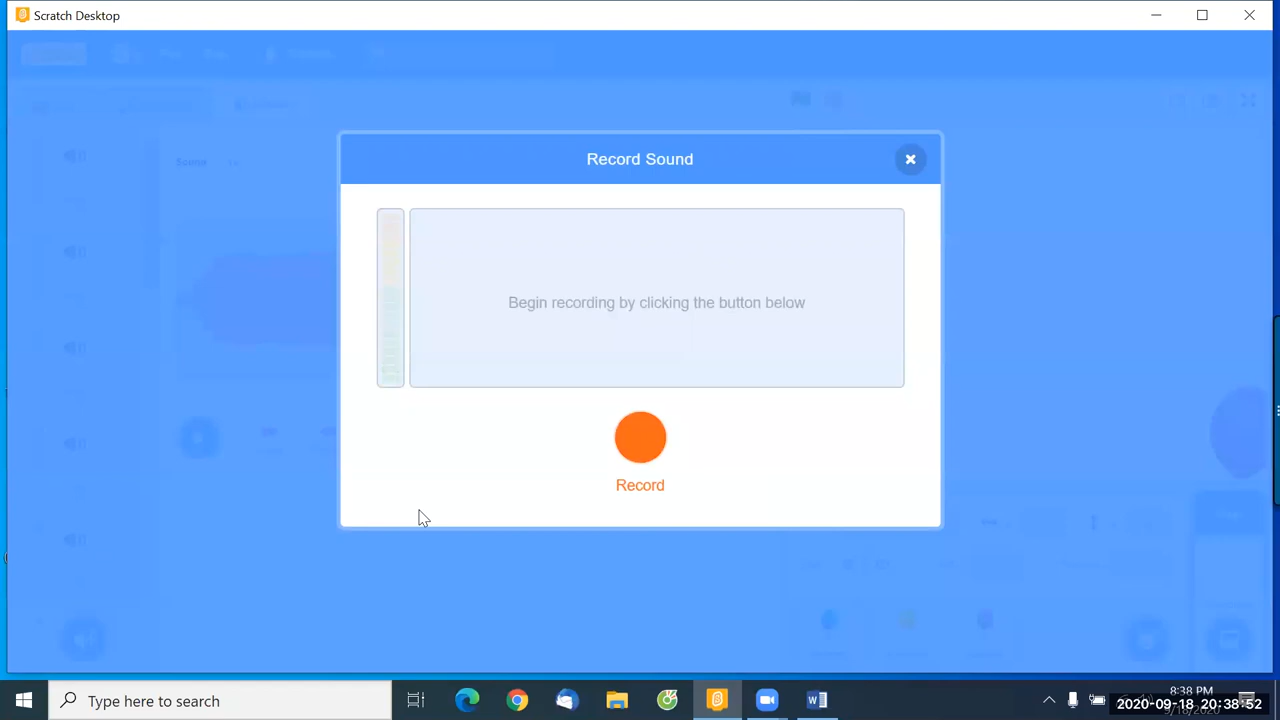 Scratch Desktop
Record Sound
Begin recording by clicking the button below
Record
Type here to search
8:38 PM
2020-09-18 20:38:52